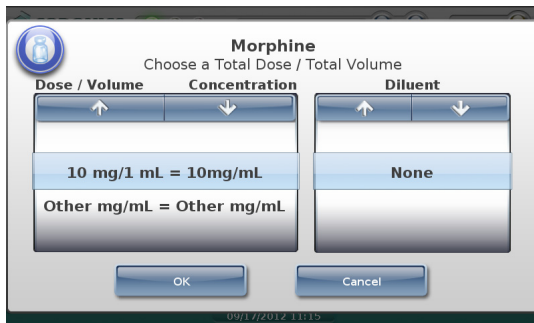 Morphine
Choose a Total Dose / Total Volume
Dose / Volume Concentration Diluent
10 mg/1 mL = 10mg/mL None
Other mg/mL = Other mg/mL
OK Cancel
09/17/2012 11:15